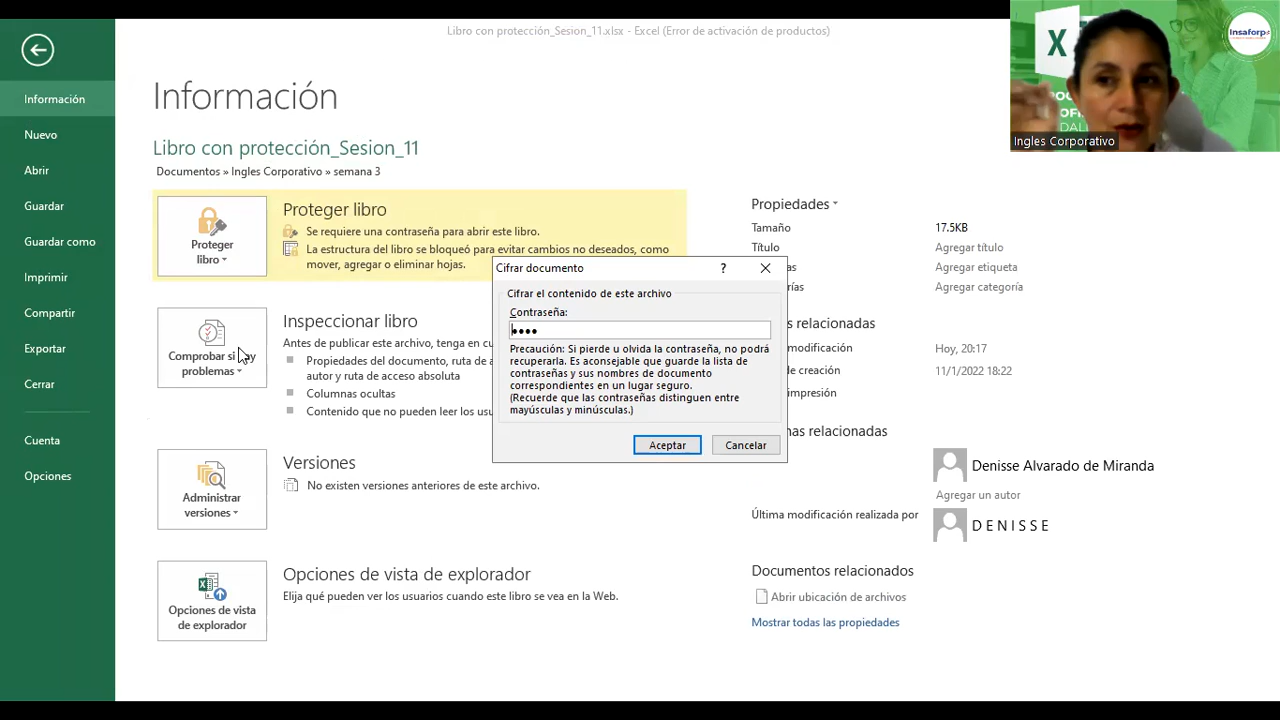 Libro con protección_Sesion_11.xlsx - Excel (Error de activación de productos)
Insaforp
Ingles Corporativo
Información
Nuevo
Abrir
Guardar
Guardar como
Imprimir
Compartir
Exportar
Cerrar
Cuenta
Opciones
Información
Libro con protección_Sesion_11
Documentos » Ingles Corporativo » semana 3
Proteger
libro
Proteger libro
Se requiere una contraseña para abrir este libro.
La estructura del libro se bloqueó para evitar cambios no deseados, como
mover, agregar o eliminar hojas.
Comprobar si
problemas
Inspeccionar libro
Antes de publicar este archivo, tenga en cu
Propiedades del documento, ruta de a
autor y ruta de acceso absoluta
Columnas ocultas
Contenido que no pueden leer los usu
Administrar
versiones
Versiones
No existen versiones anteriores de este archivo.
Opciones de vista
de explorador
Opciones de vista de explorador
Elija qué pueden ver los usuarios cuando este libro se vea en la Web.
Cifrar documento
?
Cifrar el contenido de este archivo
Contraseña:
••••
Precaución: Si pierde u olvida la contraseña, no podrá
recuperarla. Es aconsejable que guarde la lista de
contraseñas y sus nombres de documento
correspondientes en un lugar seguro.
(Recuerde que las contraseñas distinguen entre
mayúsculas y minúsculas.)
Aceptar
Cancelar
Propiedades
Tamaño 17.5KB
Título Agregar título
as Agregar etiqueta
rías Agregar categoría
s relacionadas
modificación Hoy, 20:17
e creación 11/1/2022 18:22
impresión
nas relacionadas
Denisse Alvarado de Miranda
Agregar un autor
Última modificación realizada por D E N I S S E
Documentos relacionados
Abrir ubicación de archivos
Mostrar todas las propiedades